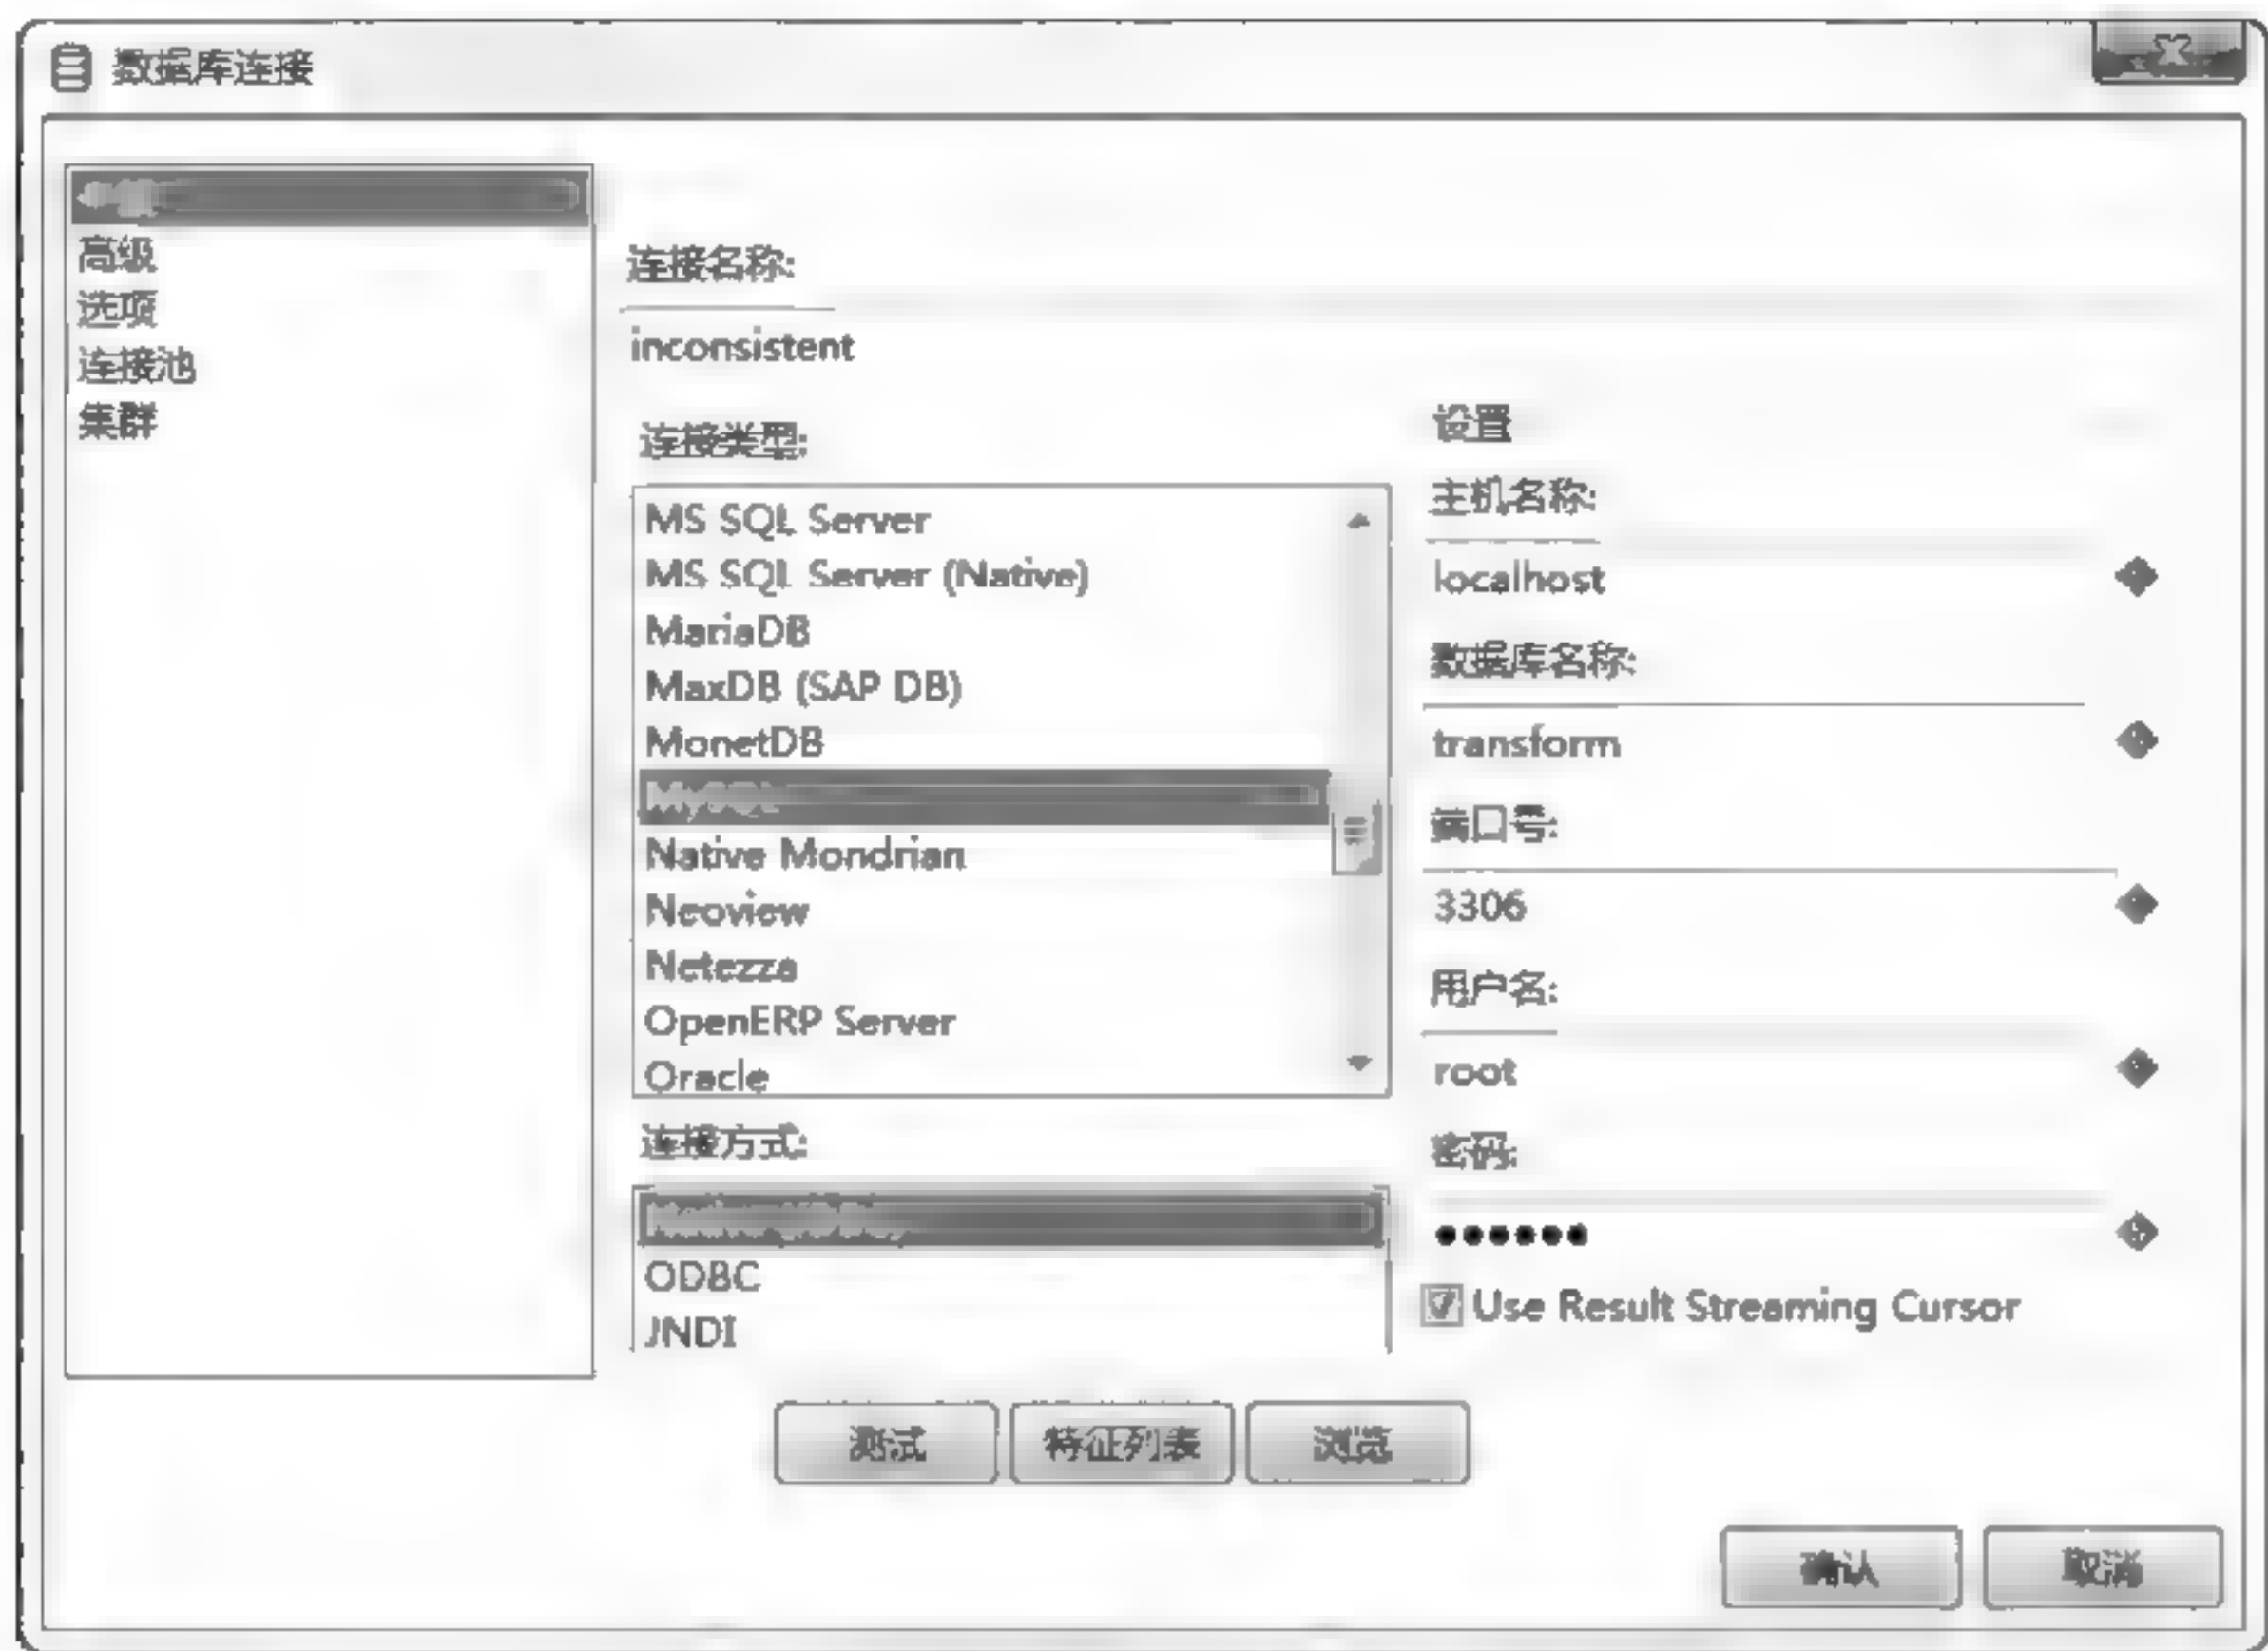 数据库连接
高级
选项
连接池
集群
连接名称:
inconsistent
连接类型:
MS SQL Server
MS SQL Server (Native)
MariaDB
MaxDB (SAP DB)
MonetDB
MySQL
Native Mondrian
Neoview
Netezza
OpenERP Server
Oracle
连接方式:
ODBC
JNDI
设置
主机名称:
localhost
数据库名称:
transform
端口号:
3306
用户名:
root
密码:
●●●●●●
Use Result Streaming Cursor
测试
特征列表
浏览
确认
取消